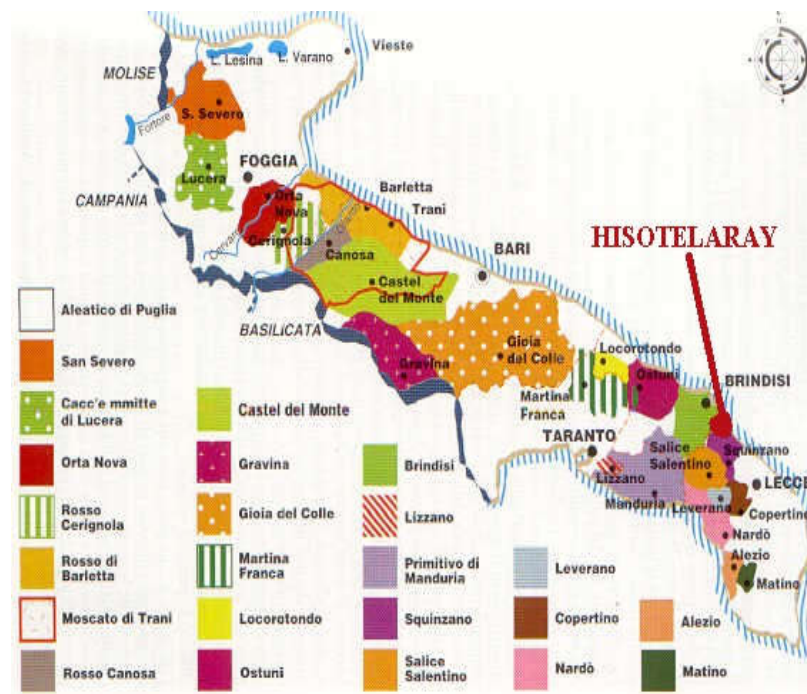 L. Lesina
L. Varano
Vieste
MOLISE
S. Severo
Fortore
FOGGIA
Lucera
CAMPANIA
Orta
Nova
Barletta
Trani
Cerignola
Canosa
BARI
HISOTELARAY
Castel
del Monte
BASILICATA
Gravina
Gioia
del Colle
Locorotondo
Ostuni
BRINDISI
Martina
Franca
TARANTO
Salice
Salentino
Squinzano
Lizzano
LECCE
Manduria
Leverano
Copertino
Nardò
Alezio
Matino
Aleatico di Puglia
San Severo
Cacc'e mmitte
di Lucera
Orta Nova
Rosso
Cerignola
Rosso di
Barletta
Moscato di Trani
Rosso Canosa
Castel del Monte
Gravina
Gioia del Colle
Martina
Franca
Locorotondo
Ostuni
Brindisi
Lizzano
Primitivo di
Manduria
Squinzano
Salice
Salentino
Leverano
Copertino
Nardò
Alezio
Matino